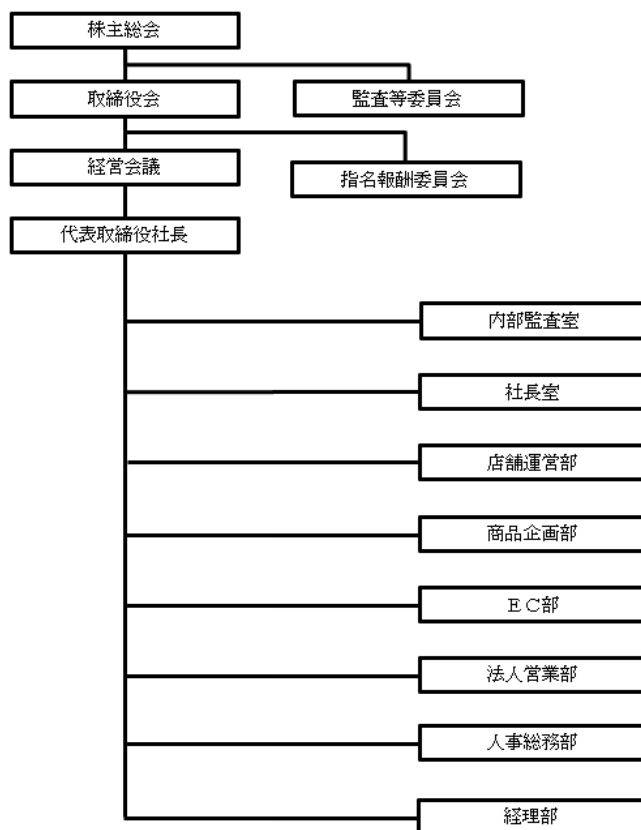 株主総会
取締役会
監査等委員会
経営会議
指名報酬委員会
代表取締役社長
内部監査室
社長室
店舗運営部
商品企画部
ＥＣ部
法人営業部
人事総務部
経理部